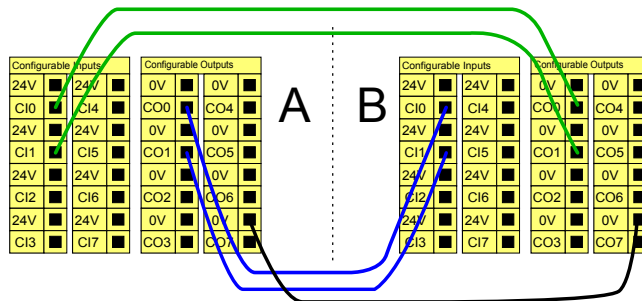 Configurable Inputs
24V 24V
CI0 CI4
24V 24V
CI1 CI5
24V 24V
CI2 CI6
24V 24V
CI3 CI7
Configurable Outputs
0V 0V
CO0 CO4
0V 0V
CO1 CO5
0V 0V
CO2 CO6
0V 0V
CO3 CO7
A
B
Configurable Inputs
24V 24V
CI0 CI4
24V 24V
CI1 CI5
24V 24V
CI2 CI6
24V 24V
CI3 CI7
Configurable Outputs
0V 0V
CO0 CO4
0V 0V
CO1 CO5
0V 0V
CO2 CO6
0V 0V
CO3 CO7